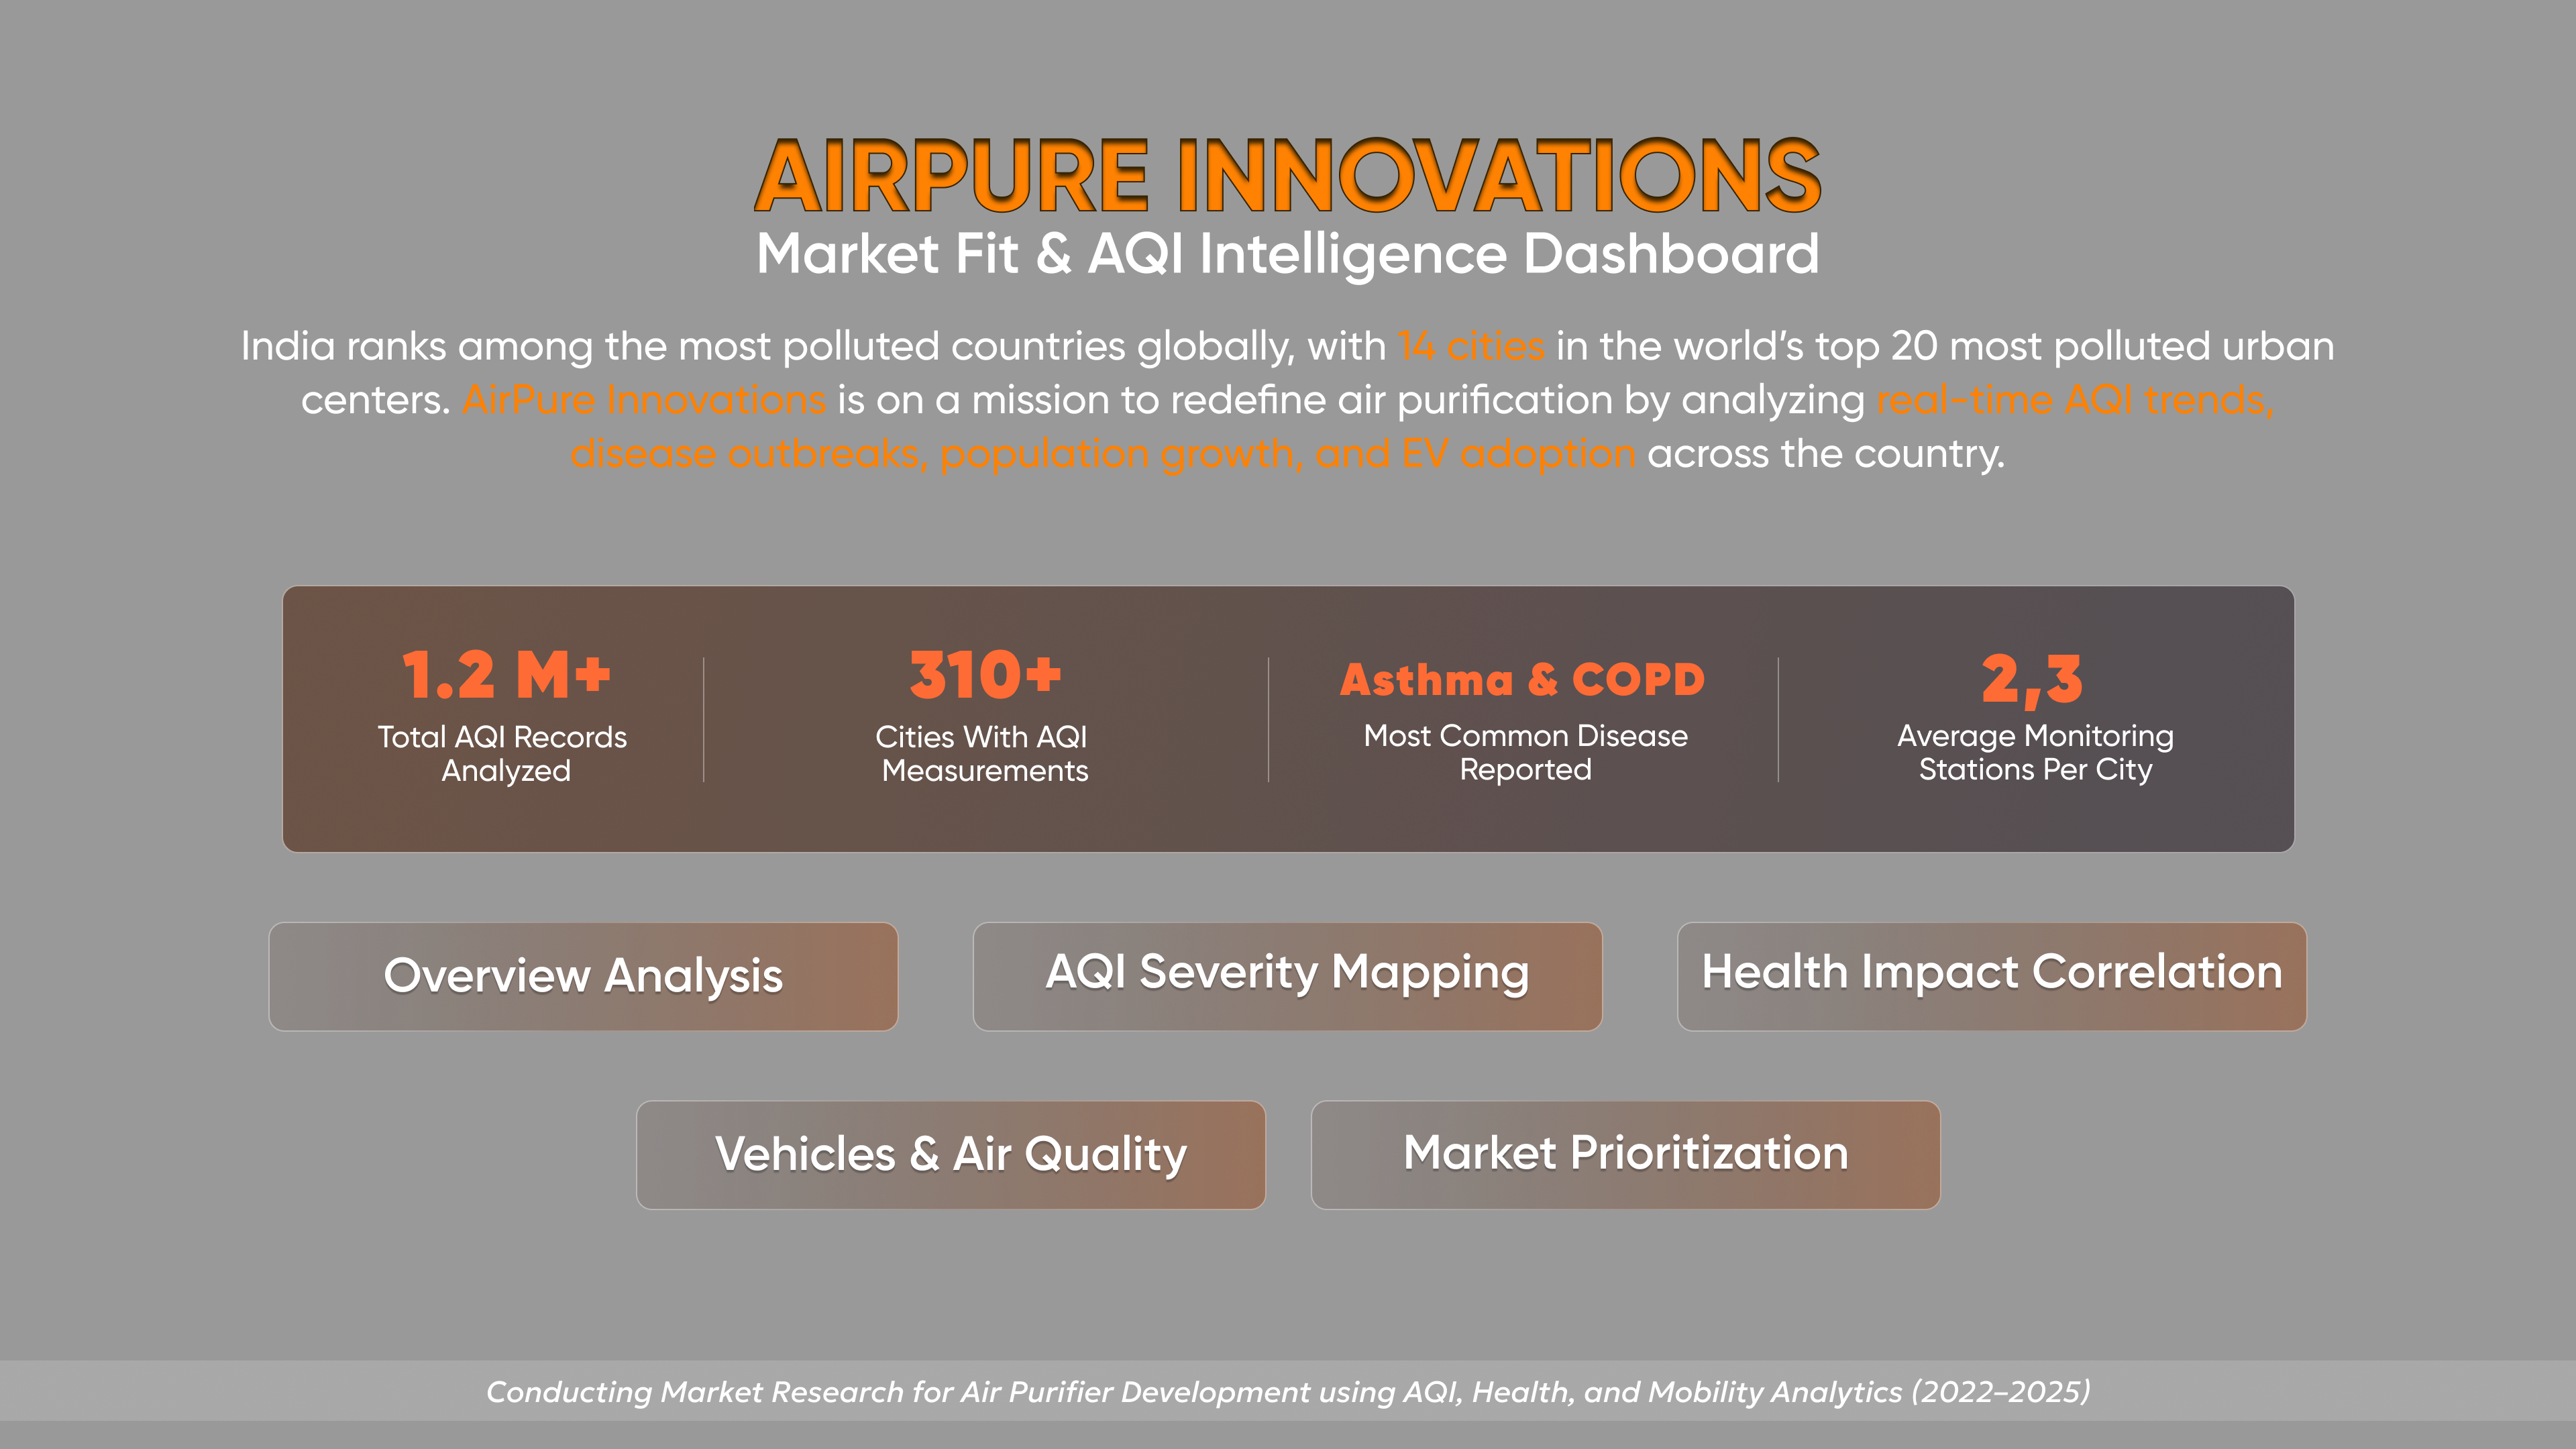 AIRPURE INNOVATIONS
Market Fit & AQI Intelligence Dashboard
India ranks among the most polluted countries globally, with 14 cities in the world’s top 20 most polluted urban
centers. AirPure Innovations is on a mission to redefine air purification by analyzing real-time AQI trends,
disease outbreaks, population growth, and EV adoption across the country.
1.2 M+
Total AQI Records
Analyzed
310+
Cities With AQI
Measurements
Asthma & COPD
Most Common Disease
Reported
2,3
Average Monitoring
Stations Per City
Overview Analysis
AQI Severity Mapping
Health Impact Correlation
Vehicles & Air Quality
Market Prioritization
Conducting Market Research for Air Purifier Development using AQI, Health, and Mobility Analytics (2022–2025)